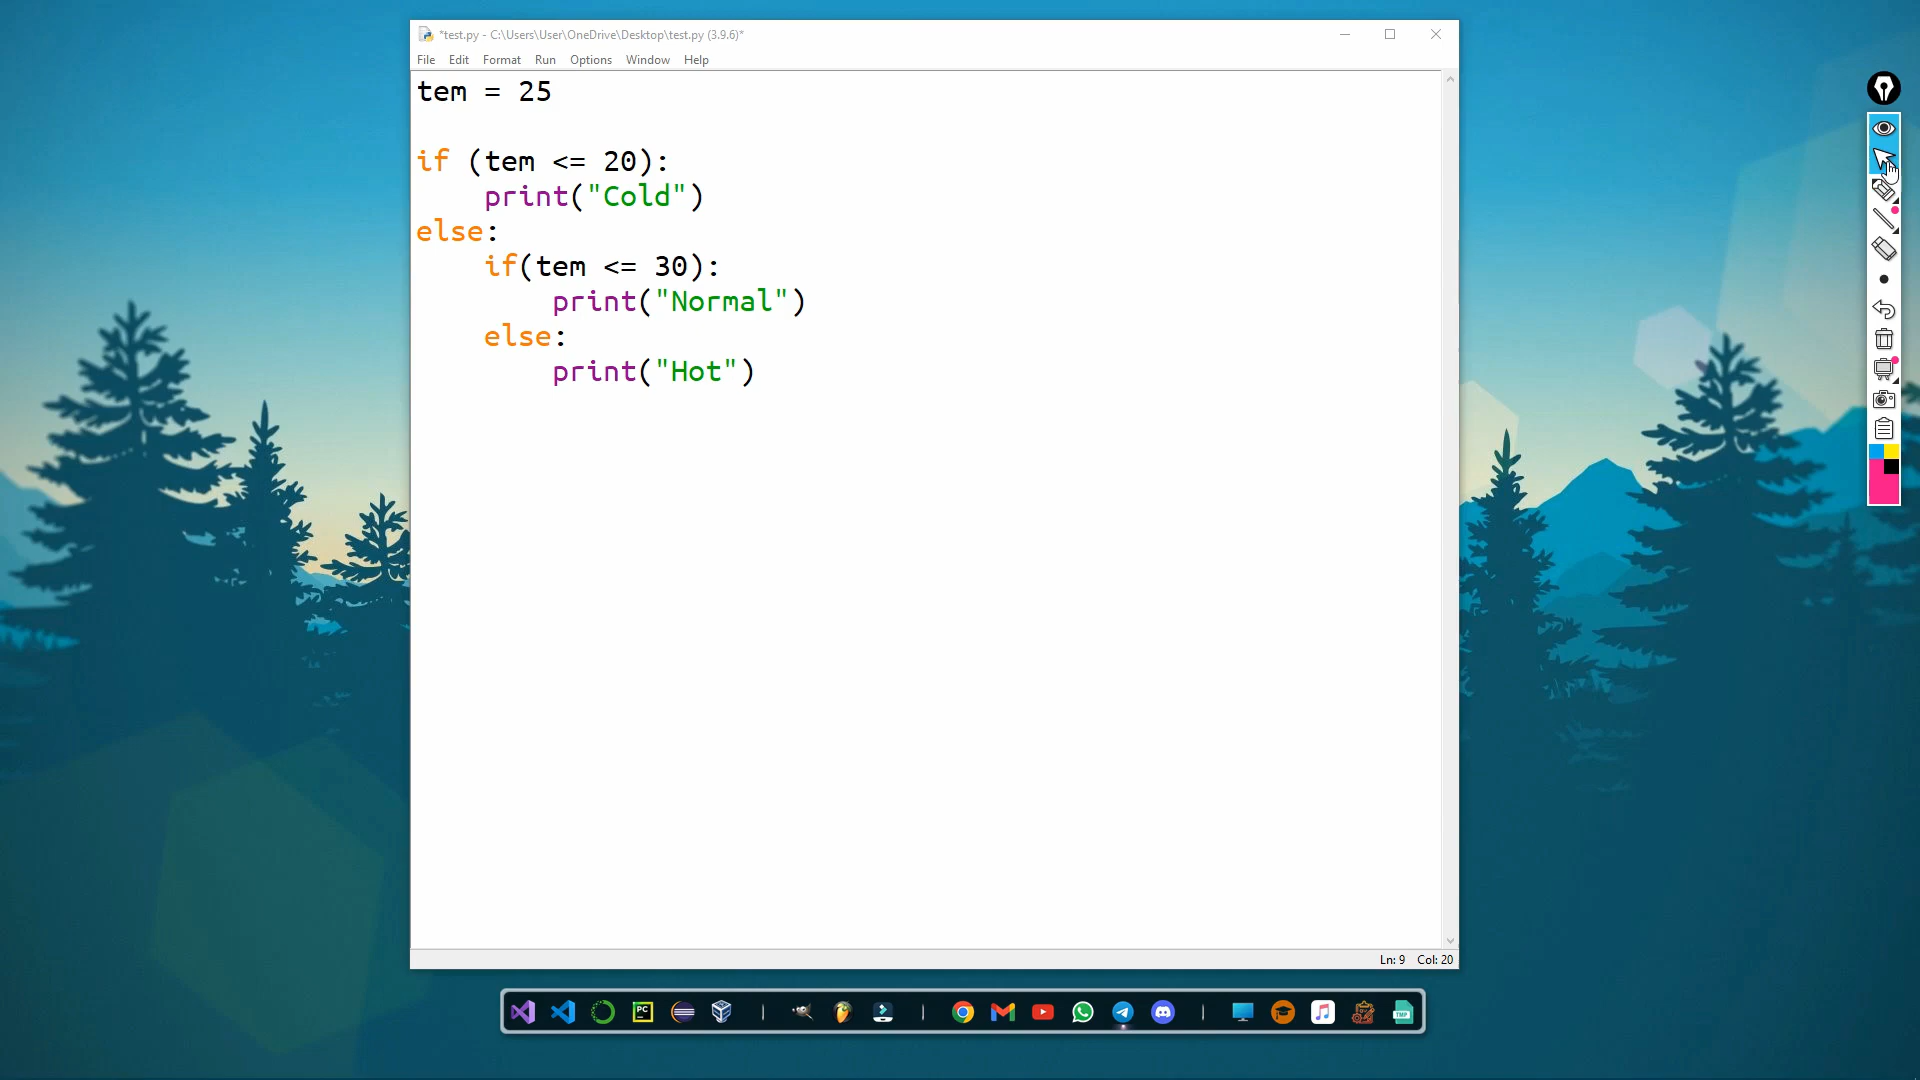 *test.py - C:\Users\User\OneDrive\Desktop\test.py (3.9.6)*
File Edit Format Run Options Window Help
tem = 25
if (tem <= 20):
    print("Cold")
else:
    if(tem <= 30):
        print("Normal")
    else:
        print("Hot")
Ln: 9 Col: 20
PC
TMP